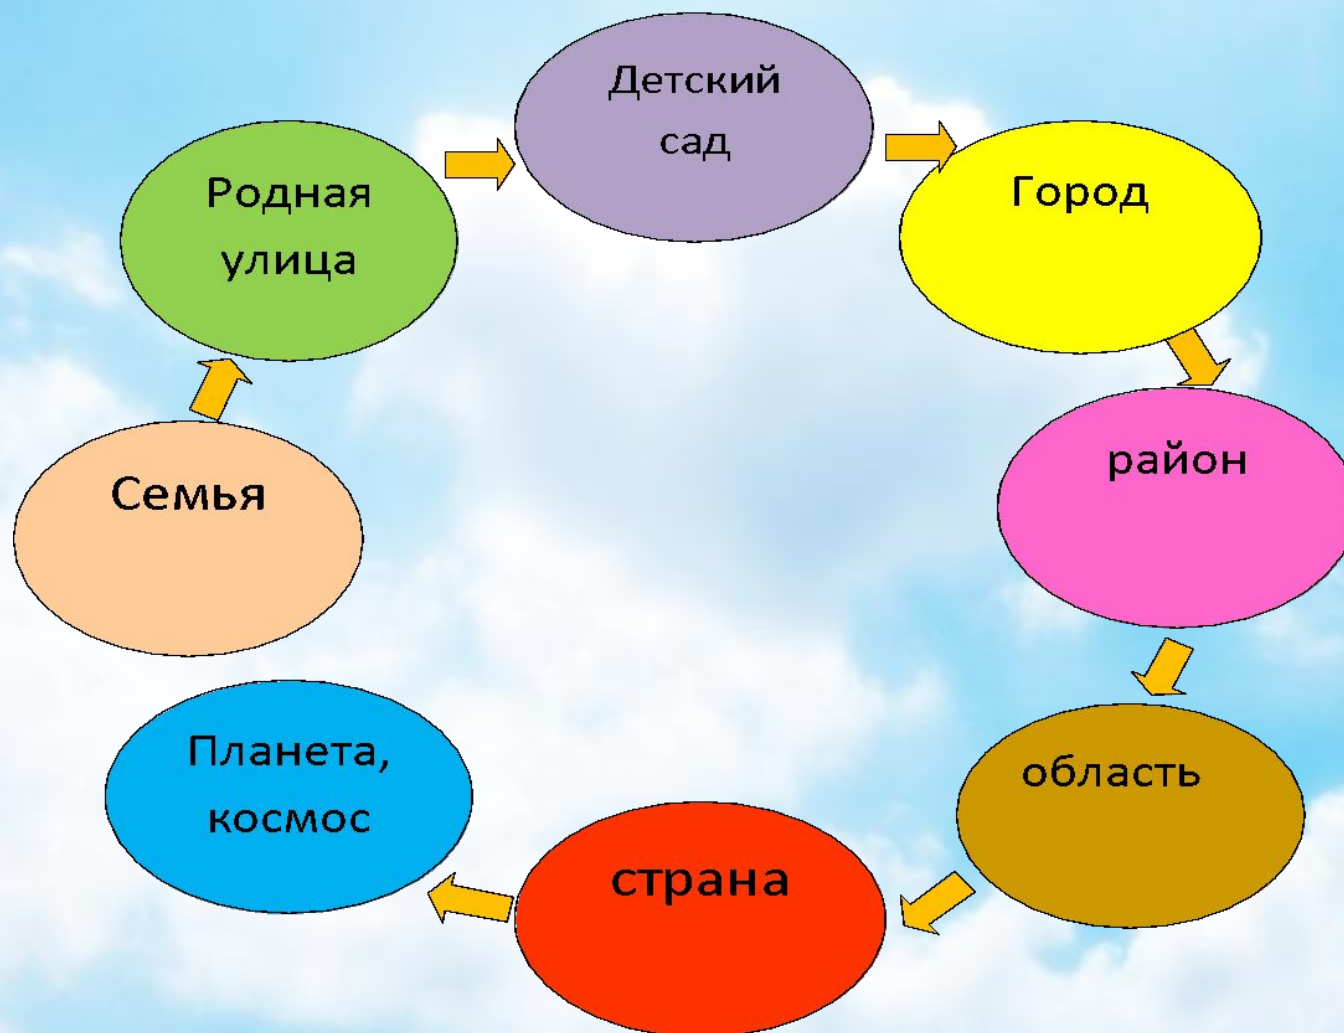 Семья
Родная
улица
Детский
сад
Город
район
область
страна
Планета,
космос